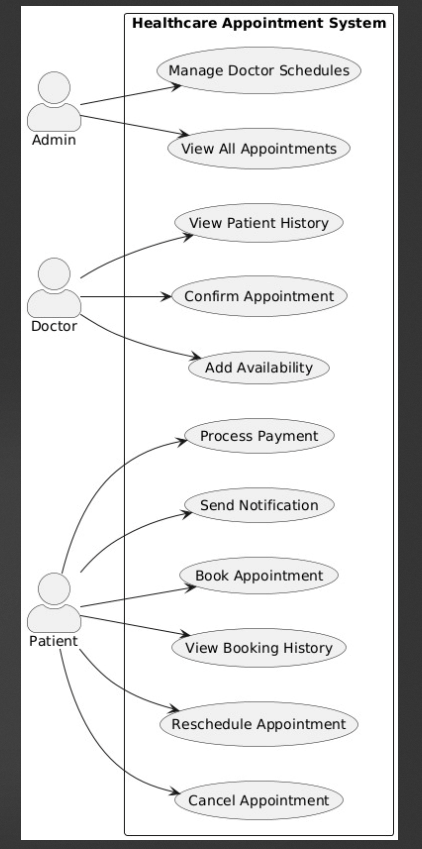 Healthcare Appointment System
Manage Doctor Schedules
Admin
View All Appointments
View Patient History
Confirm Appointment
Doctor
Add Availability
Process Payment
Send Notification
Book Appointment
Patient
View Booking History
Reschedule Appointment
Cancel Appointment